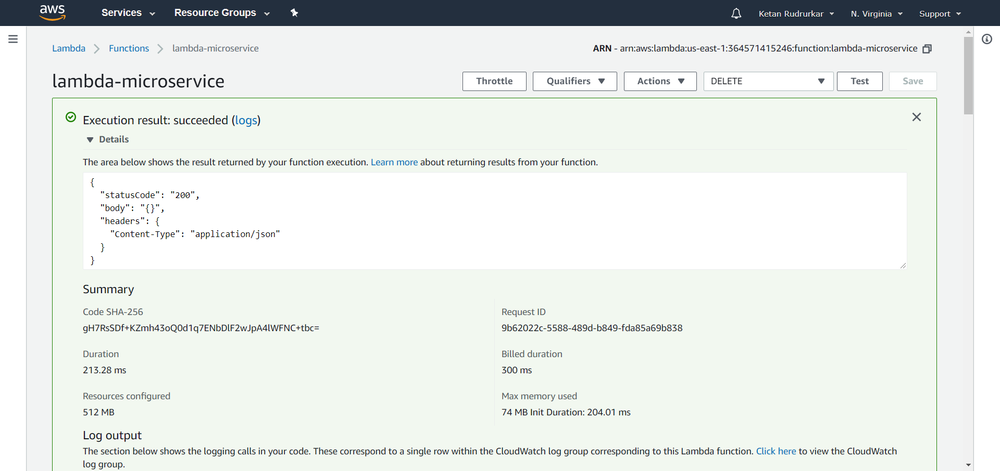 aws Services Resource Groups Ketan Rudrurkar N. Virginia Support
Lambda Functions lambda-microservice ARN - arn:aws:lambda:us-east-1:364571415246:function:lambda-microservice
lambda-microservice Throttle Qualifiers Actions DELETE Test Save
Execution result: succeeded (logs)
Details
The area below shows the result returned by your function execution. Learn more about returning results from your function.
{
"statusCode": "200",
"body": "{}",
"headers": {
"Content-Type": "application/json"
}
}
Summary
Code SHA-256 Request ID
gH7RsSDf+KZmh43oQ0d1q7ENbDlF2wJpA4lWFNC+tbc= 9b62022c-5588-489d-b849-fda85a69b838
Duration Billed duration
213.28 ms 300 ms
Resources configured Max memory used
512 MB 74 MB Init Duration: 204.01 ms
Log output
The section below shows the logging calls in your code. These correspond to a single row within the CloudWatch log group corresponding to this Lambda function. Click here to view the CloudWatch
log group.